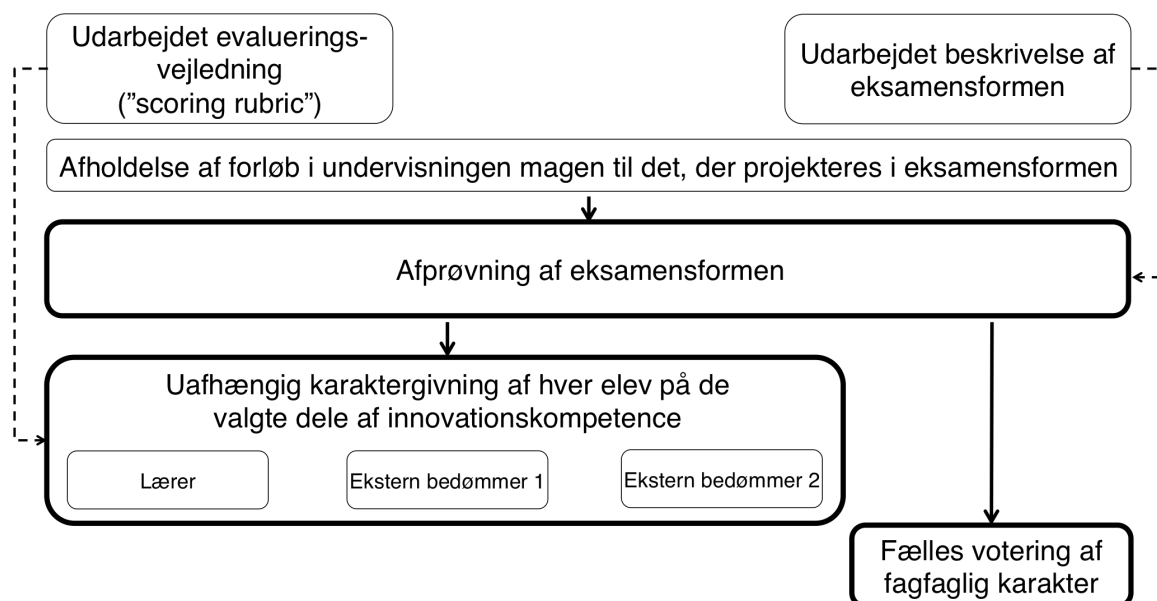 Udarbejdet evaluerings-
vejledning
(”scoring rubric”)
Udarbejdet beskrivelse af
eksamensformen
Afholdelse af forløb i undervisningen magen til det, der projekteres i eksamensformen
Afprøvning af eksamensformen
Uafhængig karaktergivning af hver elev på de
valgte dele af innovationskompetence
Lærer
Ekstern bedømmer 1
Ekstern bedømmer 2
Fælles votering af
fagfaglig karakter